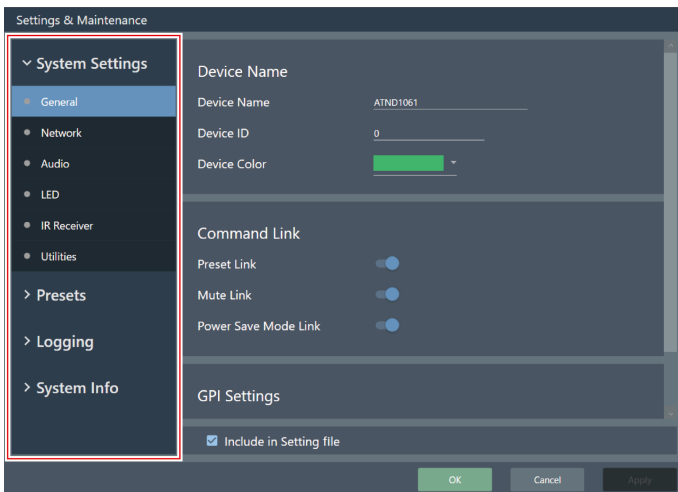 Settings & Maintenance
System Settings
General
Network
Audio
LED
IR Receiver
Utilities
Presets
Logging
System Info
Device Name
Device Name ATND1061
Device ID 0
Device Color
Command Link
Preset Link
Mute Link
Power Save Mode Link
GPI Settings
Include in Setting file
OK Cancel Apply